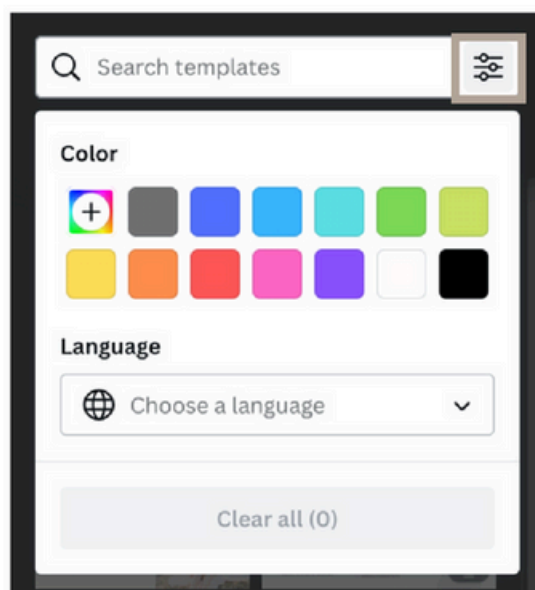 Search templates
Color
Language
Choose a language
Clear all (0)